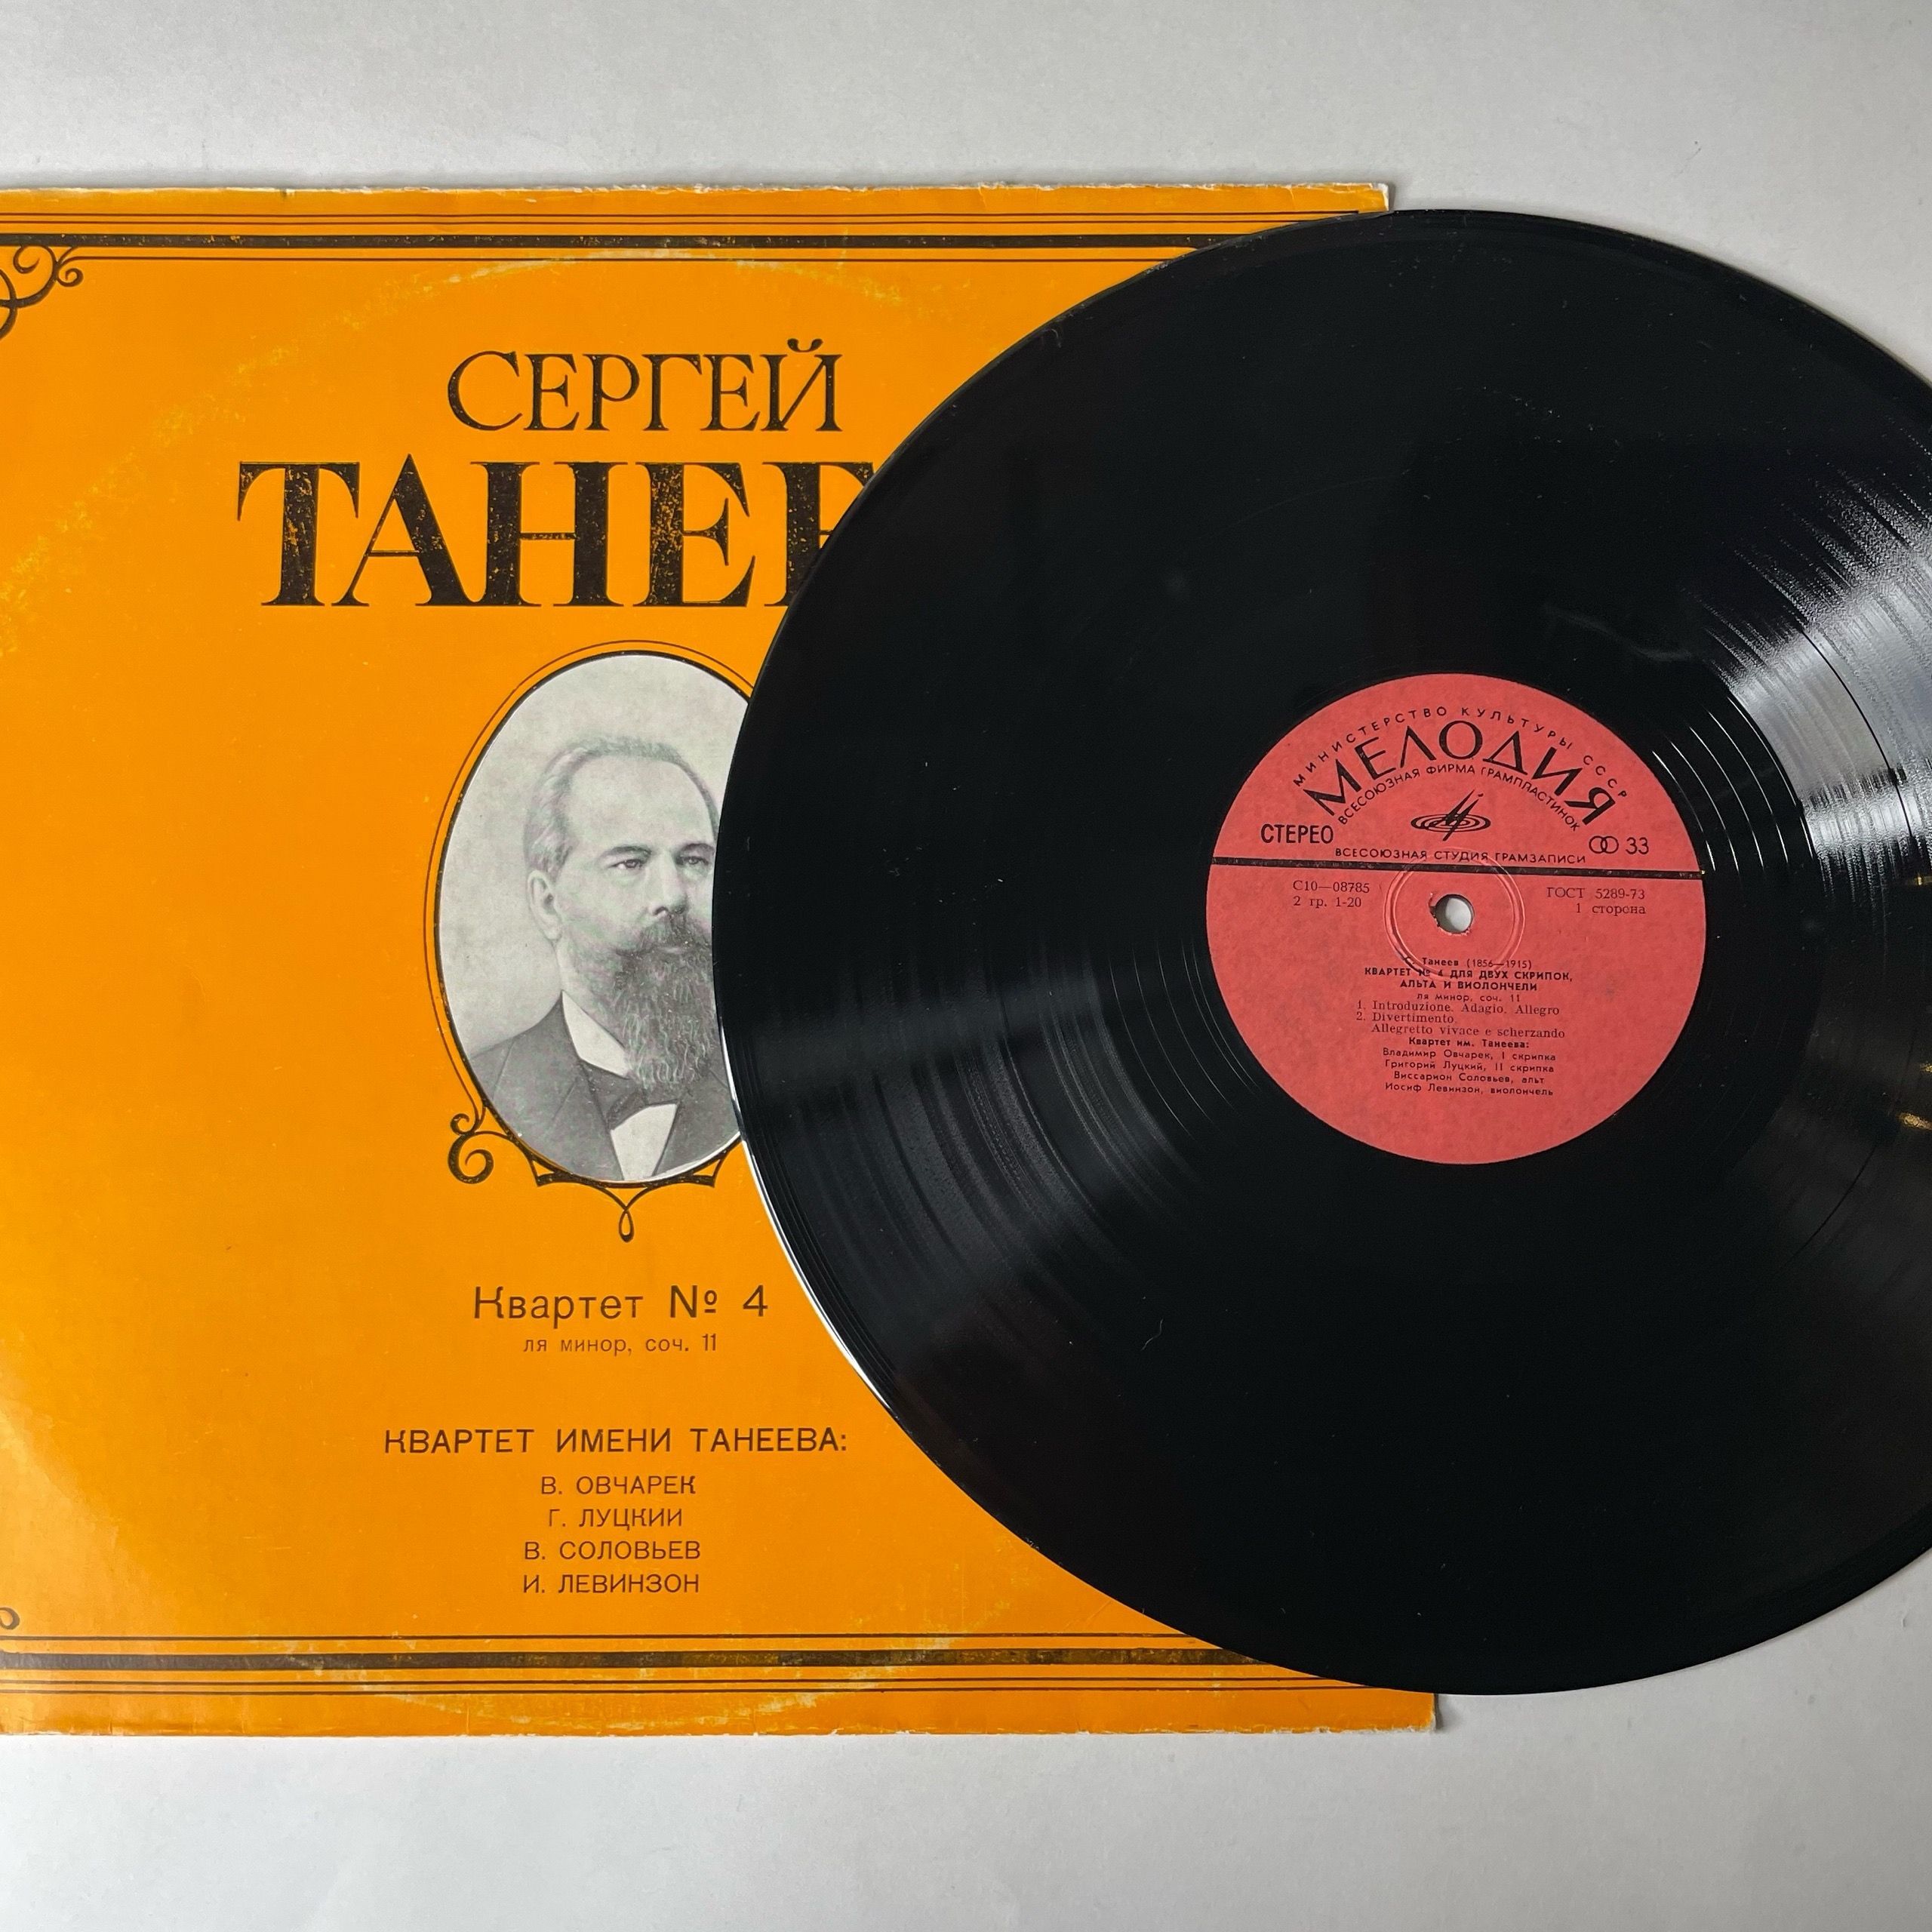 СЕРГЕЙ
ТАНЕЕ
Квартет № 4
ля минор, соч. 11
КВАРТЕТ ИМЕНИ ТАНЕЕВА:
В. ОВЧАРЕК
Г. ЛУЦКИИ
В. СОЛОВЬЕВ
И. ЛЕВИНЗОН
МИНИСТЕРСТВО КУЛЬТУРЫ СССР
МЕЛОДИЯ
ВСЕСОЮЗНАЯ ФИРМА ГРАМПЛАСТИНОК
СТЕРЕО
33
ВСЕСОЮЗНАЯ СТУДИЯ ГРАМЗАПИСИ
С10—08785
2 гр. 1-20
ГОСТ 5289-73
1 сторона
С. Танеев (1856—1915)
КВАРТЕТ № 4 ДЛЯ ДВУХ СКРИПОК,
АЛЬТА И ВИОЛОНЧЕЛИ
ля минор, соч. 11
1. Introduzione. Adagio. Allegro
2. Divertimento.
Allegretto vivace e scherzando
Квартет им. Танеева:
Владимир Овчарек, I скрипка
Григорий Луцкий, II скрипка
Виссарион Соловьев, альт
Иосиф Левинзон, виолончель